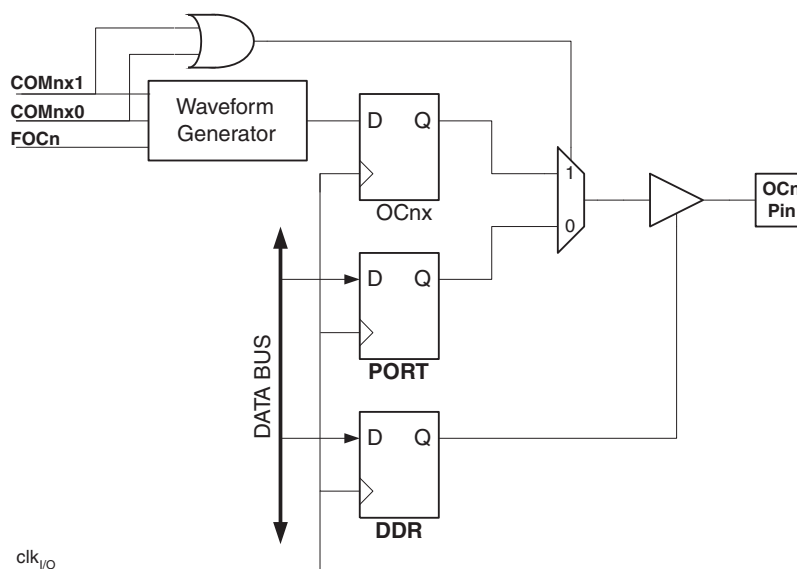 COMnx1
COMnx0
FOCn
Waveform
Generator
D Q
OCnx
1
0
OCn
Pin
D Q
PORT
D Q
DDR
DATA BUS
clkI/O